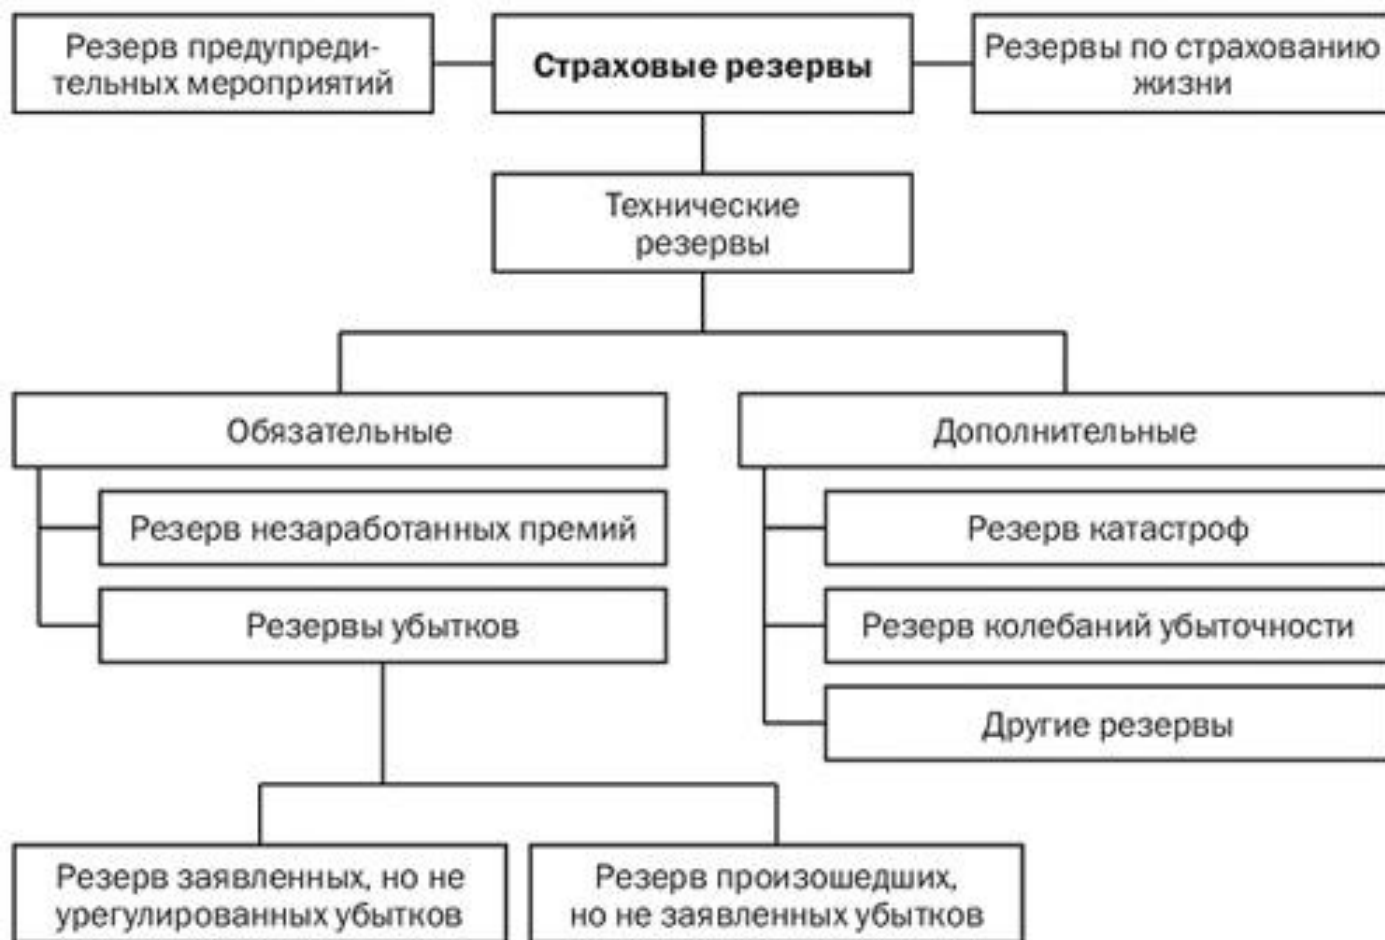 Резерв предупреди-
тельных мероприятий
Страховые резервы
Резервы по страхованию
жизни
Технические
резервы
Обязательные
Дополнительные
Резерв незаработанных премий
Резерв катастроф
Резервы убытков
Резерв колебаний убыточности
Другие резервы
Резерв заявленных, но не
урегулированных убытков
Резерв произошедших,
но не заявленных убытков